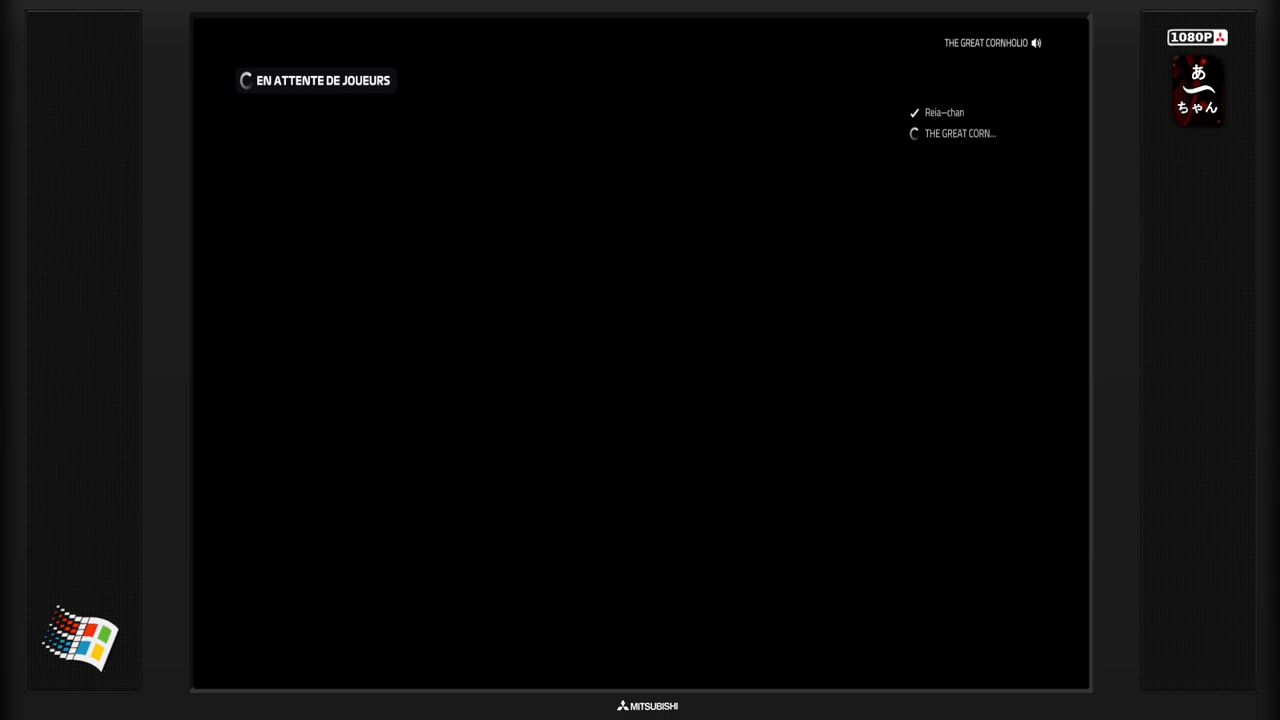 THE GREAT CORNHOLIO
1080P
EN ATTENTE DE JOUEURS
あ
ー
ちゃん
Reia-chan
THE GREAT CORN...
MITSUBISHI